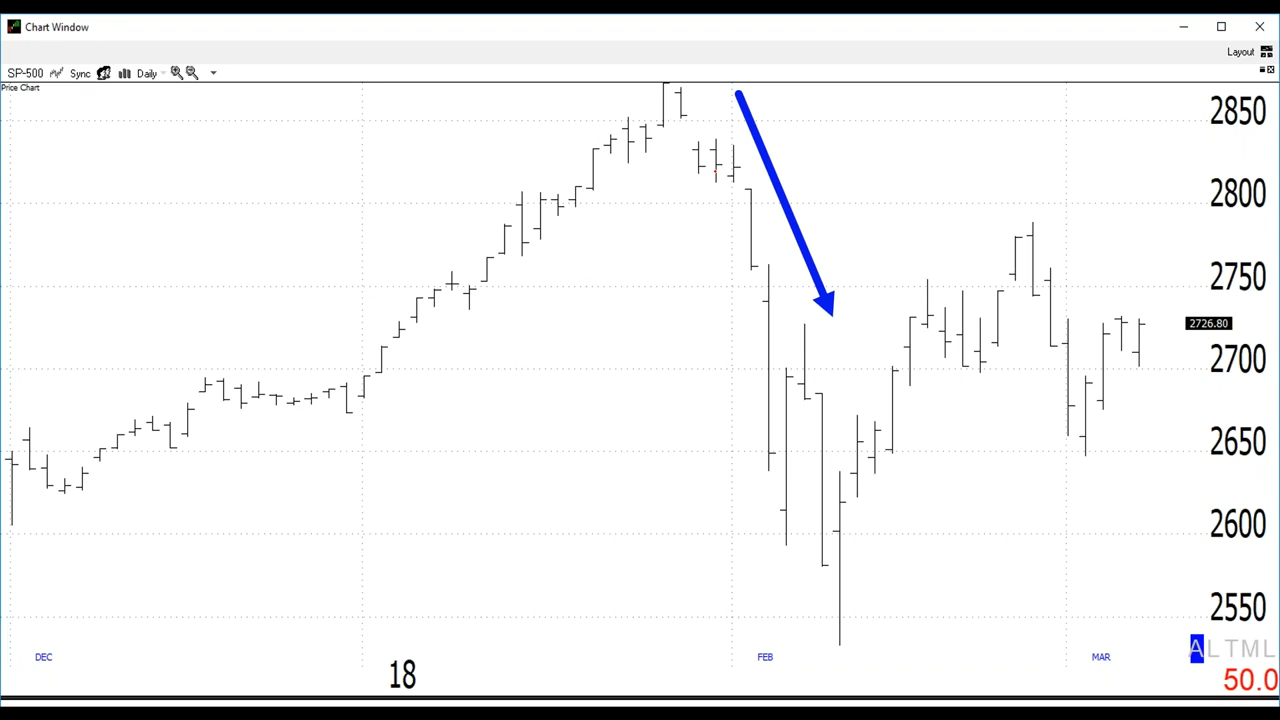 Chart Window
Layout
SP-500 Sync Daily
Price Chart
2850
2800
2750
2726.80
2700
2650
2600
2550
DEC FEB MAR ALTML
18 50.0